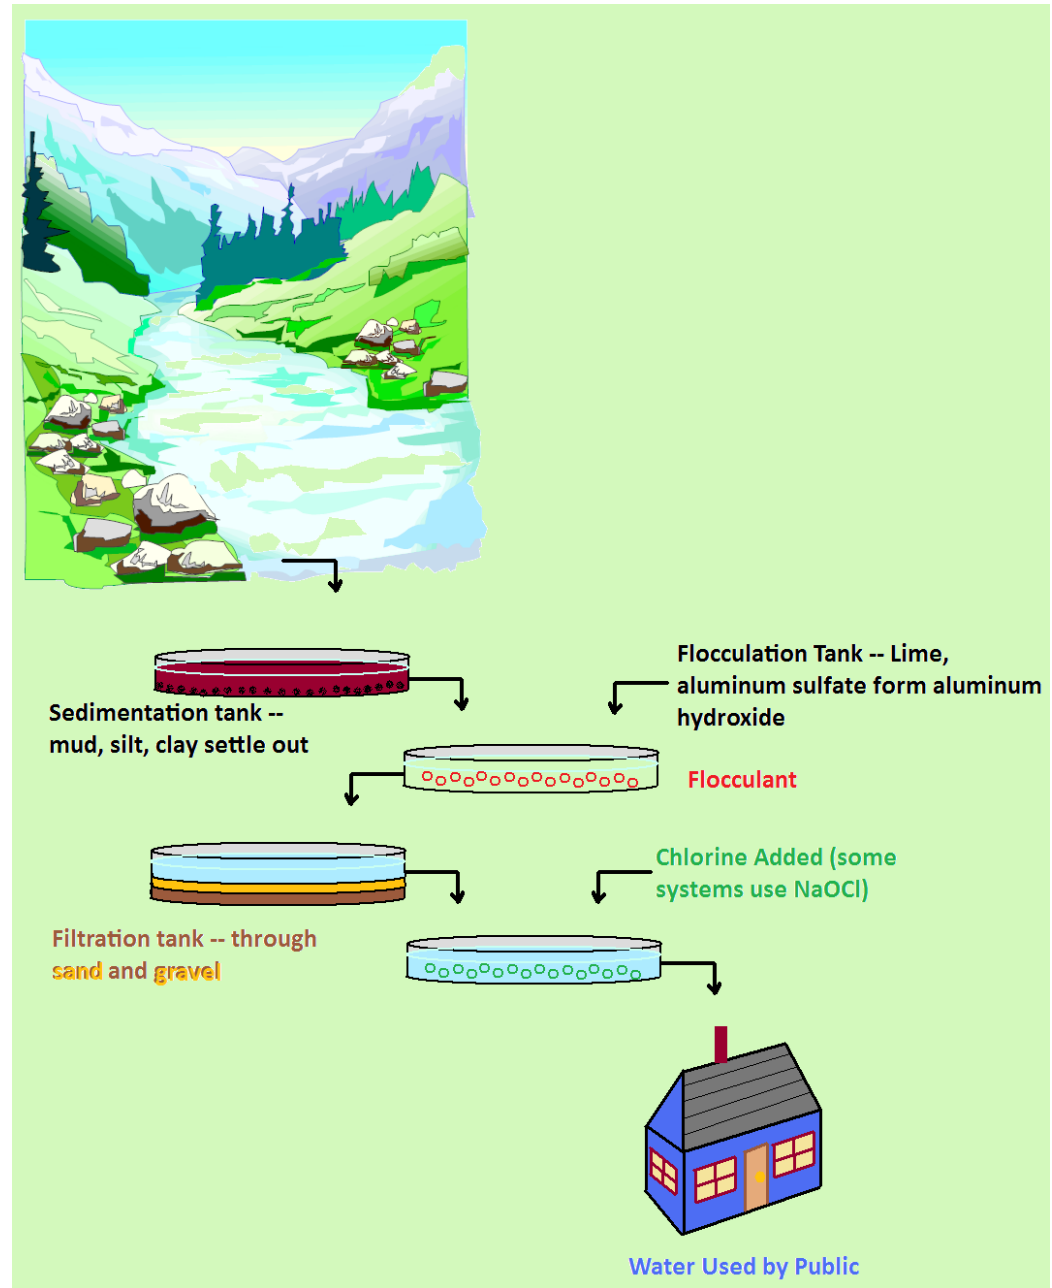 Sedimentation tank --
mud, silt, clay settle out
Flocculation Tank -- Lime,
aluminum sulfate form aluminum
hydroxide
Flocculant
Chlorine Added (some
systems use NaOCl)
Filtration tank -- through
sand and gravel
Water Used by Public